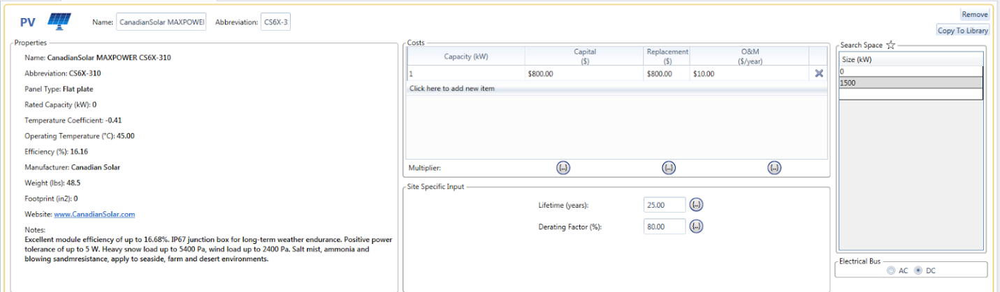 PV
Name: CanadianSolar MAXPOWEI Abbreviation: CS6X-3
Remove
Copy To Library
Properties
Name: CanadianSolar MAXPOWER CS6X-310
Abbreviation: CS6X-310
Panel Type: Flat plate
Rated Capacity (kW): 0
Temperature Coefficient: -0.41
Operating Temperature (°C): 45.00
Efficiency (%): 16.16
Manufacturer: Canadian Solar
Weight (lbs): 48.5
Footprint (in2): 0
Website: www.CanadianSolar.com
Notes:
Excellent module efficiency of up to 16.68%. IP67 junction box for long-term weather endurance. Positive power
tolerance of up to 5 W. Heavy snow load up to 5400 Pa, wind load up to 2400 Pa. Salt mist, ammonia and
blowing sandmresistance, apply to seaside, farm and desert environments.
Costs
Capacity (kW) Capital ($) Replacement ($) O&M ($/year)
1 $800.00 $800.00 $10.00
Click here to add new item
Multiplier: {..} {..} {..}
Site Specific Input
Lifetime (years): 25.00 {..}
Derating Factor (%): 80.00 {..}
Search Space
Size (kW)
0
1500
Electrical Bus
AC DC